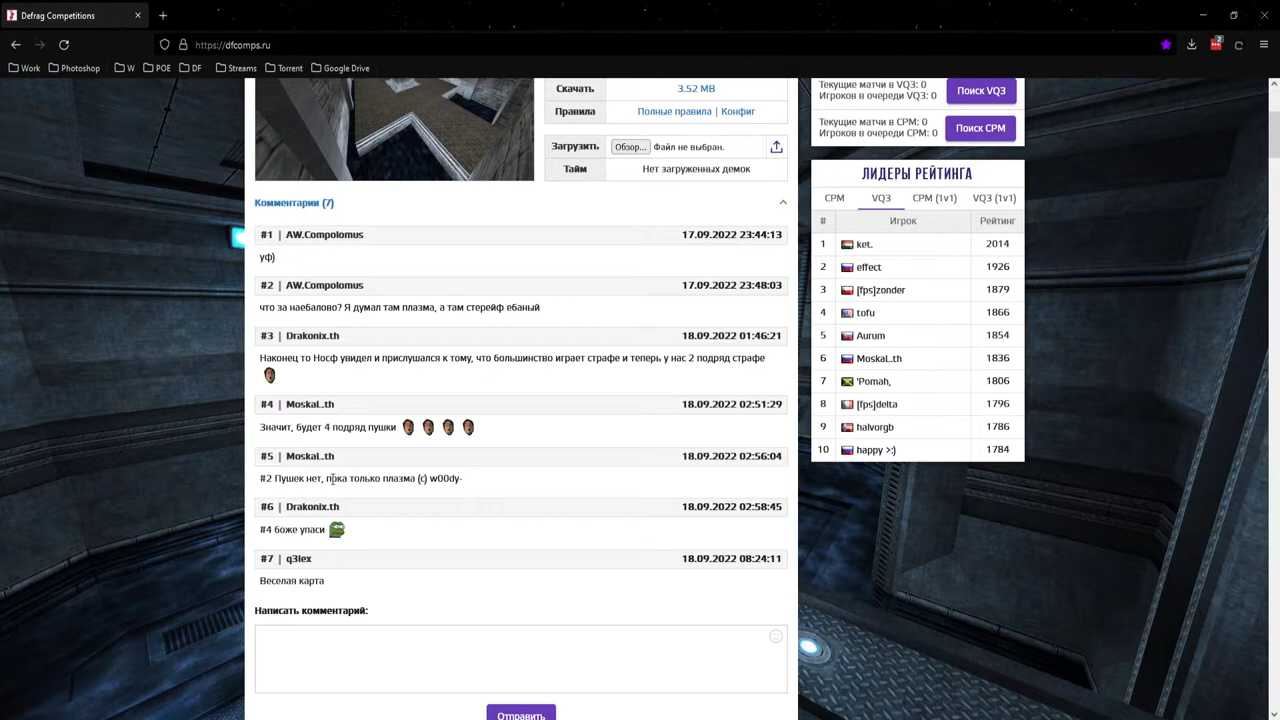 Defrag Competitions
https://dfcomps.ru
2
Work Photoshop W POE DF Streams Torrent Google Drive
Скачать 3.52 MB
Правила Полные правила | Конфиг
Загрузить Обзор... Файл не выбран.
Тайм Нет загруженных демок
Комментарии (7)
#1 | AW.Compolomus 17.09.2022 23:44:13
уф)
#2 | AW.Compolomus 17.09.2022 23:48:03
что за наебалово? Я думал там плазма, а там стерейф ебаный
#3 | Drakonix.th 18.09.2022 01:46:21
Наконец то Носф увидел и прислушался к тому, что большинство играет страфе и теперь у нас 2 подряд страфе
#4 | Moskal..th 18.09.2022 02:51:29
Значит, будет 4 подряд пушки
#5 | Moskal..th 18.09.2022 02:56:04
#2 Пушек нет, пока только плазма (c) w00dy-
#6 | Drakonix.th 18.09.2022 02:58:45
#4 боже упаси
#7 | q3lex 18.09.2022 08:24:11
Веселая карта
Написать комментарий:
Отправить
Текущие матчи в VQ3: 0
Игроков в очереди VQ3: 0
Поиск VQ3
Текущие матчи в CPM: 0
Игроков в очереди CPM: 0
Поиск CPM
ЛИДЕРЫ РЕЙТИНГА
CPM VQ3 CPM (1v1) VQ3 (1v1)
# Игрок Рейтинг
1 ket. 2014
2 effect 1926
3 [fps]zonder 1879
4 tofu 1866
5 Aurum 1854
6 Moskal..th 1836
7 'Pomah, 1806
8 [fps]delta 1796
9 halvorgb 1786
10 happy >:) 1784